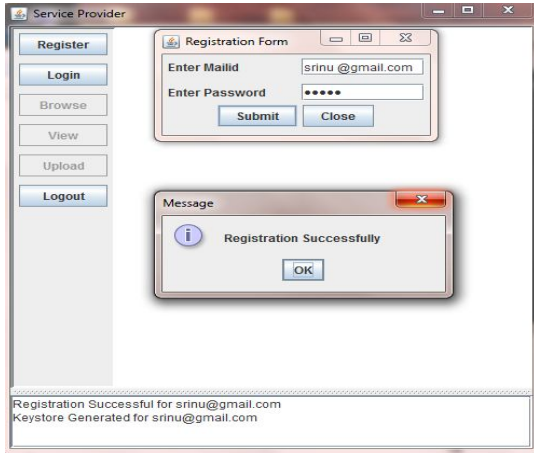 Service Provider
Register
Login
Browse
View
Upload
Logout
Registration Form
Enter Mailid srinu @gmail.com
Enter Password •••••
Submit Close
Message
Registration Successfully
OK
Registration Successful for srinu@gmail.com
Keystore Generated for srinu@gmail.com